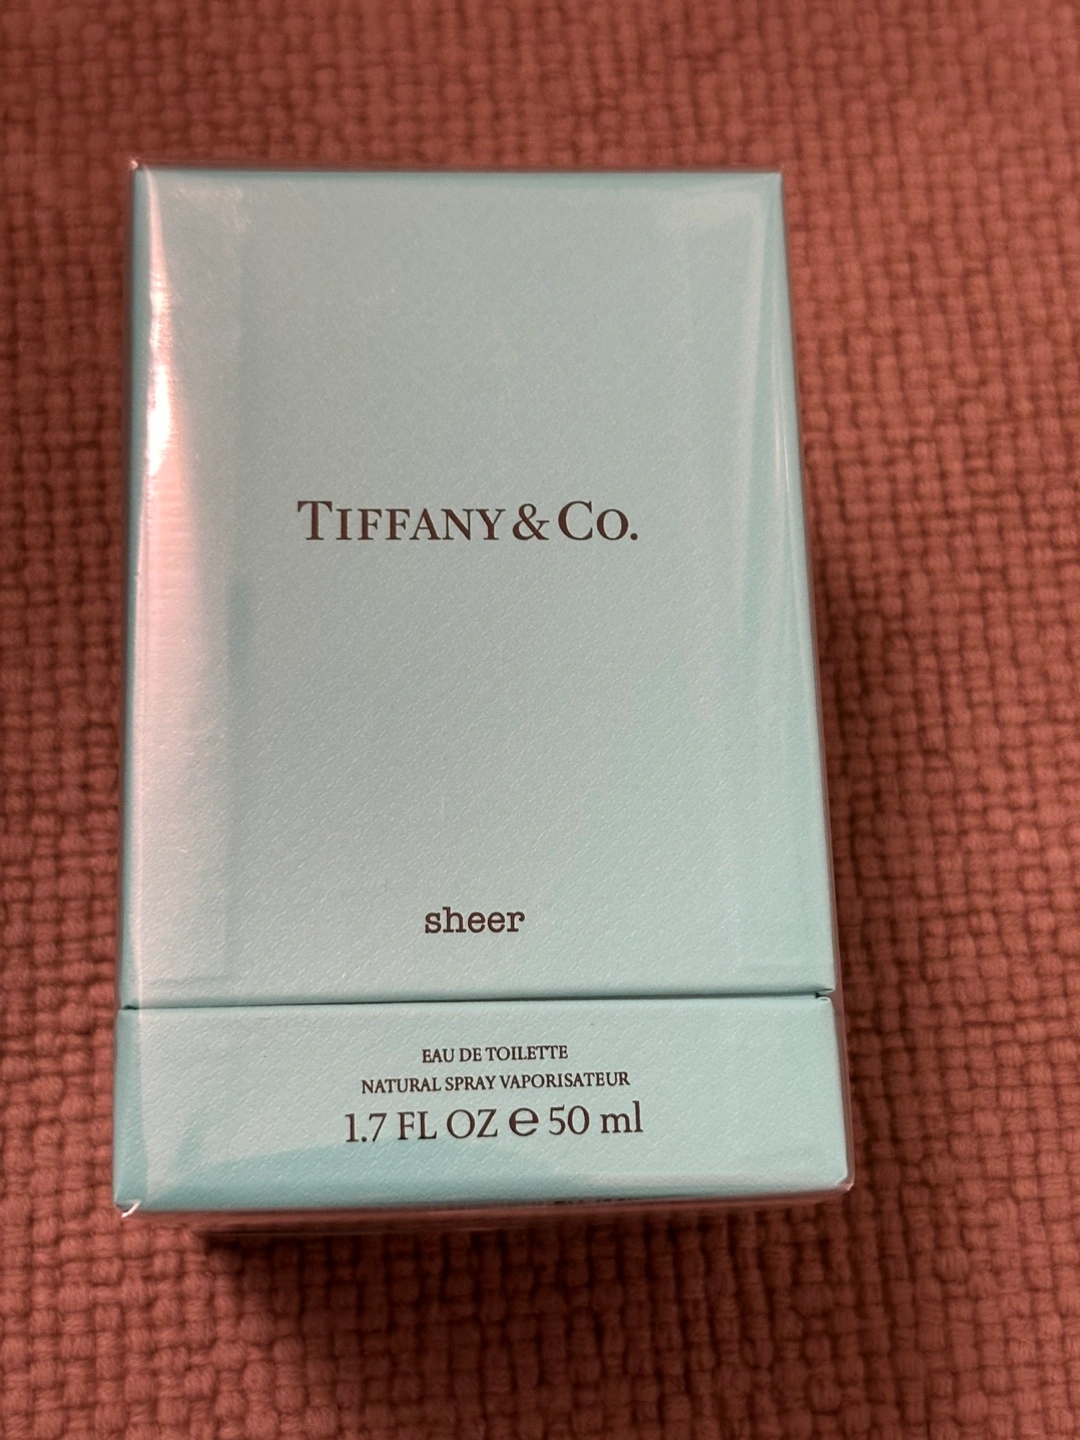 TIFFANY & CO.
sheer
EAU DE TOILETTE
NATURAL SPRAY VAPORISATEUR
1.7 FL OZ ℮ 50 ml